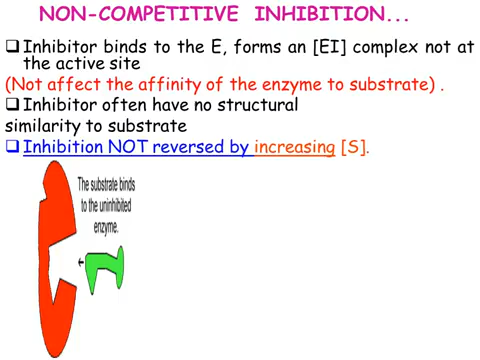 NON-COMPETITIVE INHIBITION...
❑Inhibitor binds to the E, forms an [EI] complex not at
the active site
(Not affect the affinity of the enzyme to substrate) .
❑Inhibitor often have no structural
similarity to substrate
❑Inhibition NOT reversed by increasing [S].
The substrate binds
to the uninhibited
enzyme.